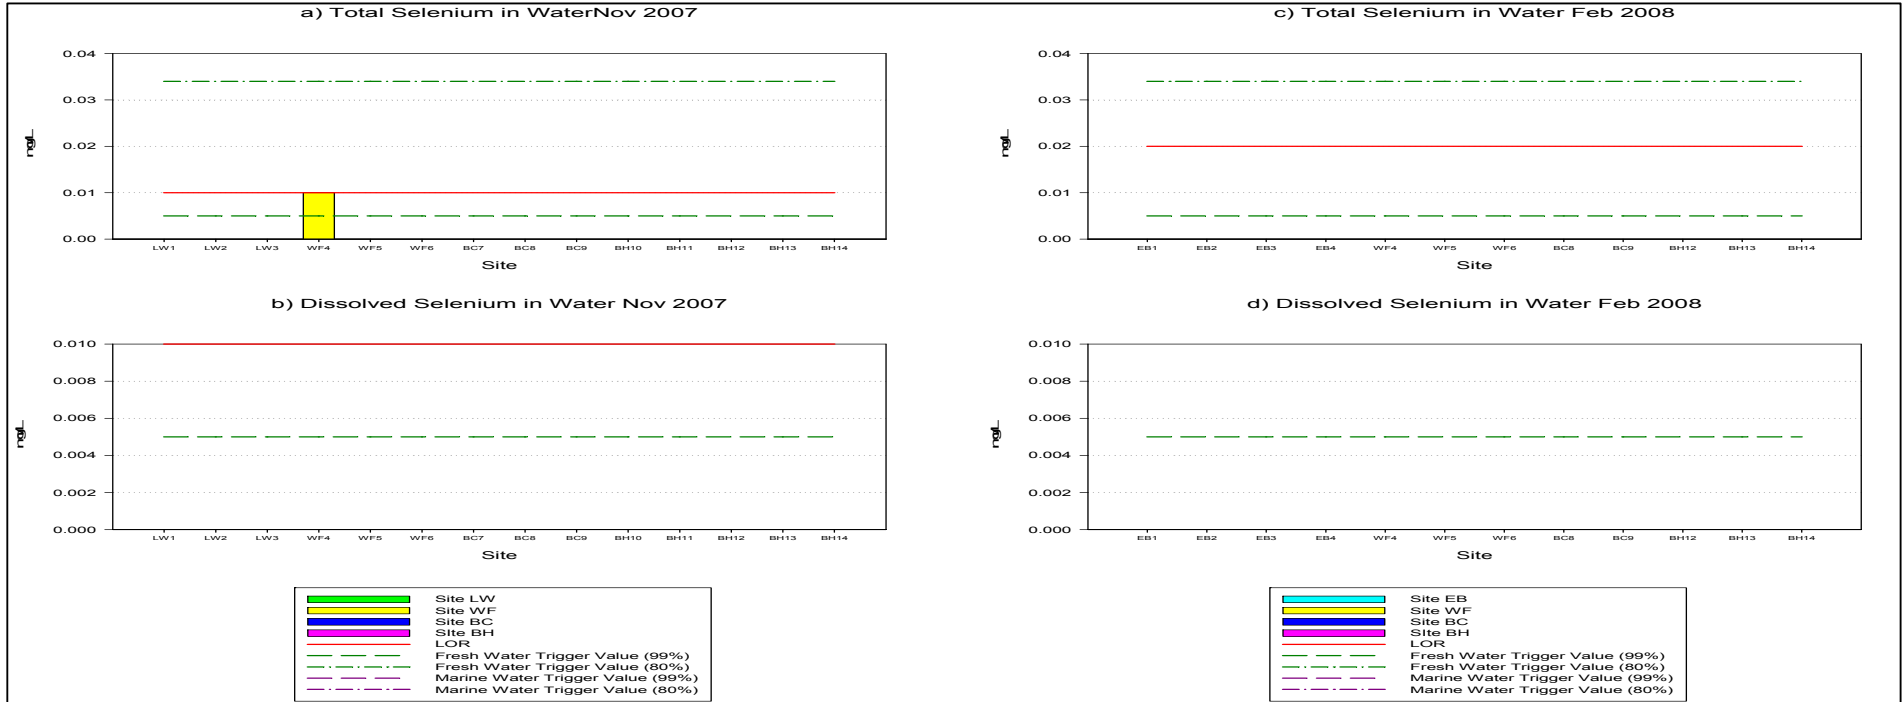 a) Total Selenium in WaterNov 2007
0.04
0.03
0.02
0.01
0.00
LW1 LW2 LW3 WF4 WF5 WF6 BC7 BC8 BC9 BH10 BH11 BH12 BH13 BH14
Site
b) Dissolved Selenium in Water Nov 2007
0.010
0.008
0.006
0.004
0.002
0.000
LW1 LW2 LW3 WF4 WF5 WF6 BC7 BC8 BC9 BH10 BH11 BH12 BH13 BH14
Site
Site LW
Site WF
Site BC
SIte BH
LOR
Fresh Water Trigger Value (99%)
Fresh Water Trigger Value (80%)
Marine Water Trigger Value (99%)
Marine Water Trigger Value (80%)
c) Total Selenium in Water Feb 2008
0.04
0.03
0.02
0.01
0.00
EB1 EB2 EB3 EB4 WF4 WF5 WF6 BC8 BC9 BH12 BH13 BH14
Site
d) Dissolved Selenium in Water Feb 2008
0.010
0.008
0.006
0.004
0.002
0.000
EB1 EB2 EB3 EB4 WF4 WF5 WF6 BC8 BC9 BH12 BH13 BH14
Site
Site EB
Site WF
Site BC
SIte BH
LOR
Fresh Water Trigger Value (99%)
Fresh Water Trigger Value (80%)
Marine Water Trigger Value (99%)
Marine Water Trigger Value (80%)